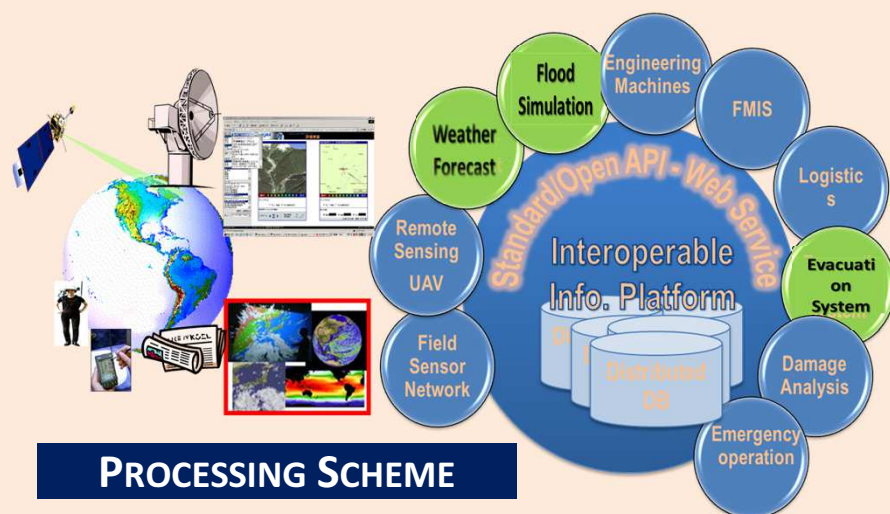 Engineering
Machines
Flood
Simulation
FMIS
Weather
Forecast
Standard/Open API - Web Service
Logistic
s
Remote
Sensing
UAV
Interoperable
Info. Platform
Evacuati
on
System
Field
Sensor
Network
Distributed
DB
Damage
Analysis
Emergency
operation
PROCESSING SCHEME